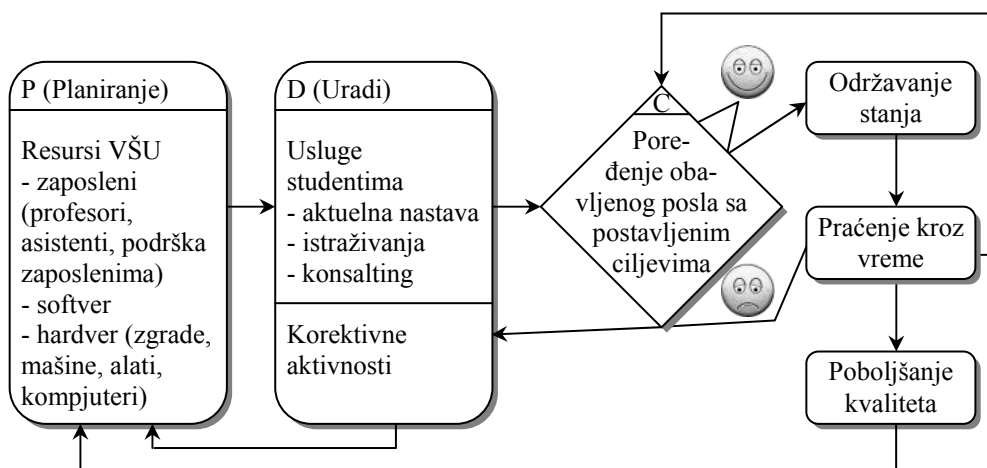 P (Planiranje)
Resursi VŠU
- zaposleni
(profesori,
asistenti, podrška
zaposlenima)
- softver
- hardver (zgrade,
mašine, alati,
kompjuteri)
D (Uradi)
Usluge
studentima
- aktuelna nastava
- istraživanja
- konsalting
Korektivne
aktivnosti
C
Pore-
đenje oba-
vljenog posla sa
postavljenim
ciljevima
Održavanje
stanja
Praćenje kroz
vreme
Poboljšanje
kvaliteta